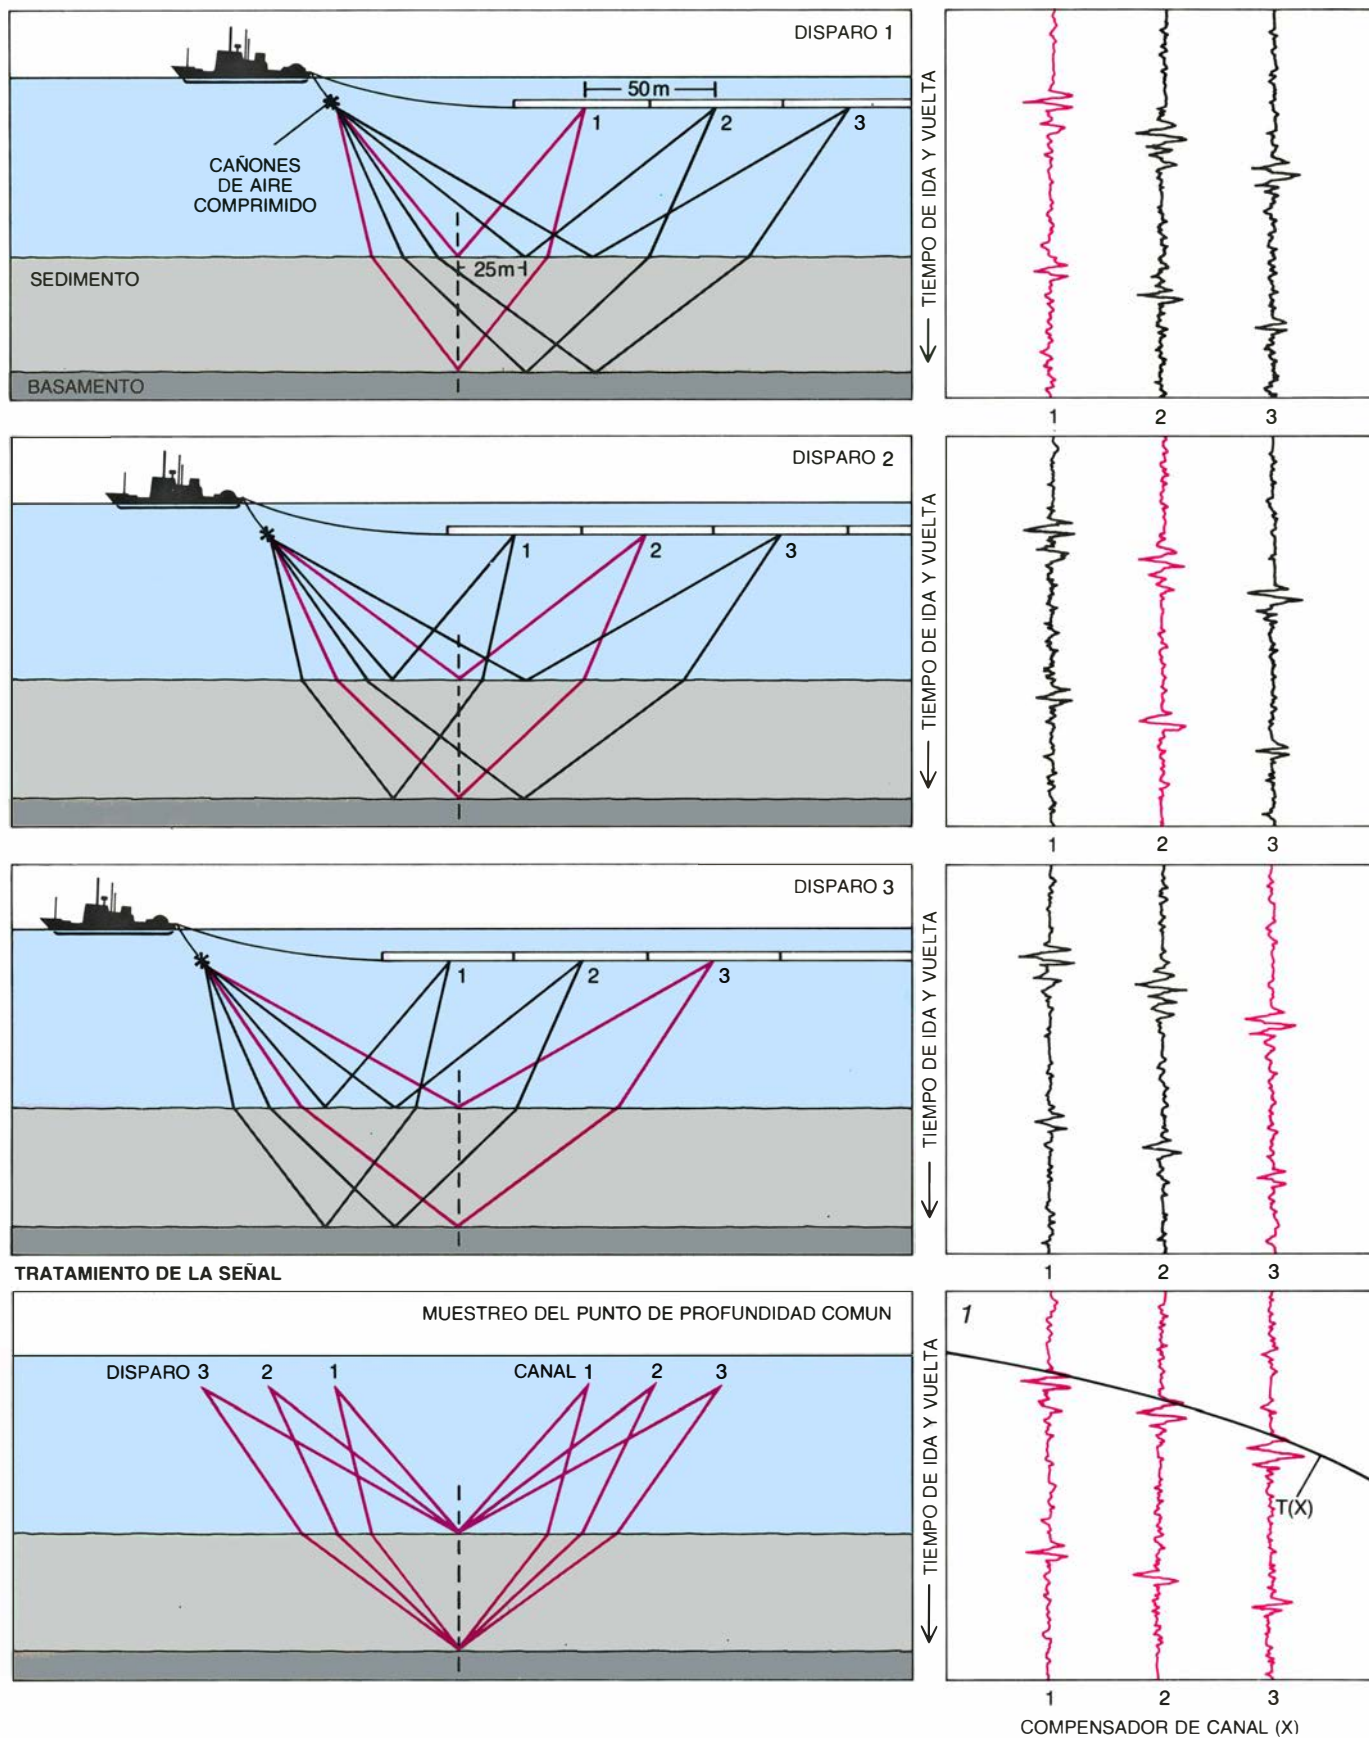 DISPARO 1
50 m
1 2 3
CAÑONES
DE AIRE
COMPRIMIDO
25 m
SEDIMENTO
BASAMENTO
TIEMPO DE IDA Y VUELTA
1 2 3
DISPARO 2
1 2 3
TIEMPO DE IDA Y VUELTA
1 2 3
DISPARO 3
1 2 3
TIEMPO DE IDA Y VUELTA
1 2 3
TRATAMIENTO DE LA SEÑAL
MUESTREO DEL PUNTO DE PROFUNDIDAD COMUN
DISPARO 3 2 1 CANAL 1 2 3
TIEMPO DE IDA Y VUELTA
1
T(X)
1 2 3
COMPENSADOR DE CANAL (X)